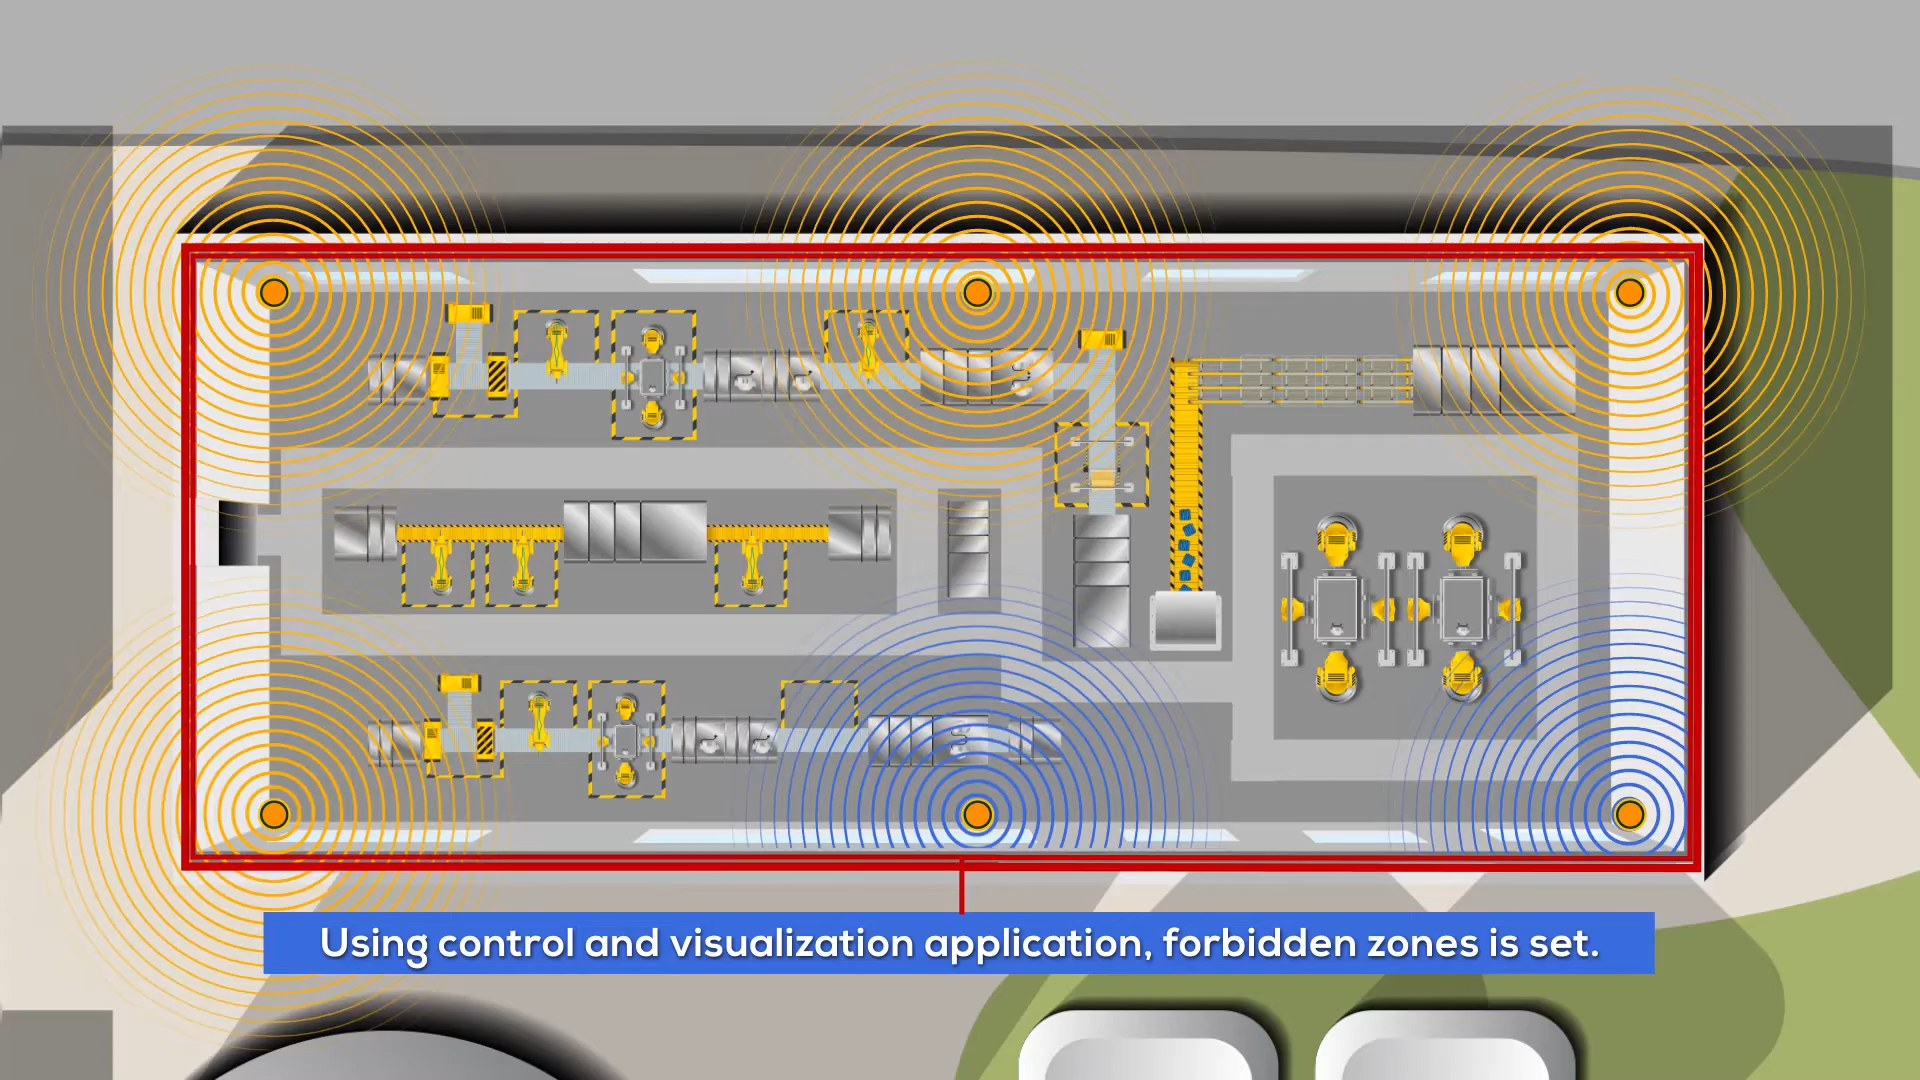 Using control and visualization application, forbidden zones is set.